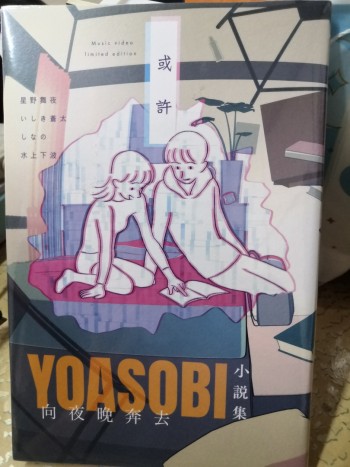 Music video
limited edition
或許
星野舞夜
いしき蒼太
しなの
水上下波
YOASOBI
小說集
向夜晚奔去